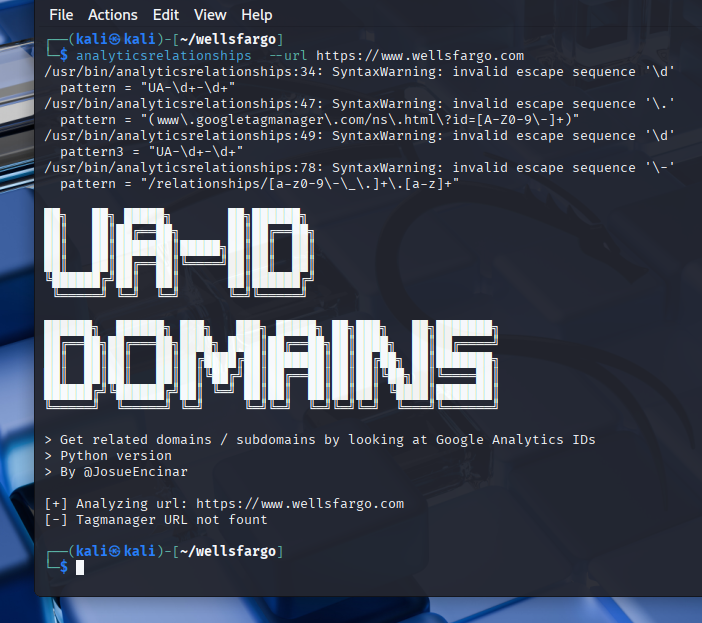 File Actions Edit View Help
┌──(kali㉿kali)-[~/wellsfargo]
└─$ analyticsrelationships --url https://www.wellsfargo.com
/usr/bin/analyticsrelationships:34: SyntaxWarning: invalid escape sequence '\d'
  pattern = "UA-\d+-\d+"
/usr/bin/analyticsrelationships:47: SyntaxWarning: invalid escape sequence '\.'
  pattern = "(www\.googletagmanager\.com/ns\.html\?id=[A-Z0-9\-]+)"
/usr/bin/analyticsrelationships:49: SyntaxWarning: invalid escape sequence '\d'
  pattern3 = "UA-\d+-\d+"
/usr/bin/analyticsrelationships:78: SyntaxWarning: invalid escape sequence '\-'
  pattern = "/relationships/[a-z0-9\-\_\.]+\.[a-z]+"
UA-ID
DOMAINS
> Get related domains / subdomains by looking at Google Analytics IDs
> Python version
> By @JosueEncinar
[+] Analyzing url: https://www.wellsfargo.com
[-] Tagmanager URL not fount
┌──(kali㉿kali)-[~/wellsfargo]
└─$